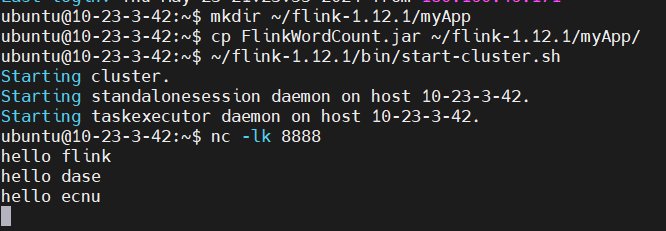 ubuntu@10-23-3-42:~$ mkdir ~/flink-1.12.1/myApp
ubuntu@10-23-3-42:~$ cp FlinkWordCount.jar ~/flink-1.12.1/myApp/
ubuntu@10-23-3-42:~$ ~/flink-1.12.1/bin/start-cluster.sh
Starting cluster.
Starting standalonesession daemon on host 10-23-3-42.
Starting taskexecutor daemon on host 10-23-3-42.
ubuntu@10-23-3-42:~$ nc -lk 8888
hello flink
hello dase
hello ecnu